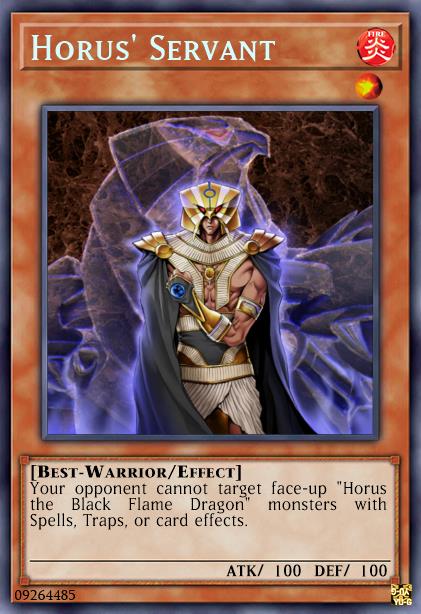 Horus' Servant
FIRE
炎
[Best-Warrior/Effect]
Your opponent cannot target face-up "Horus
the Black Flame Dragon" monsters with
Spells, Traps, or card effects.
ATK/ 100 DEF/ 100
09264485